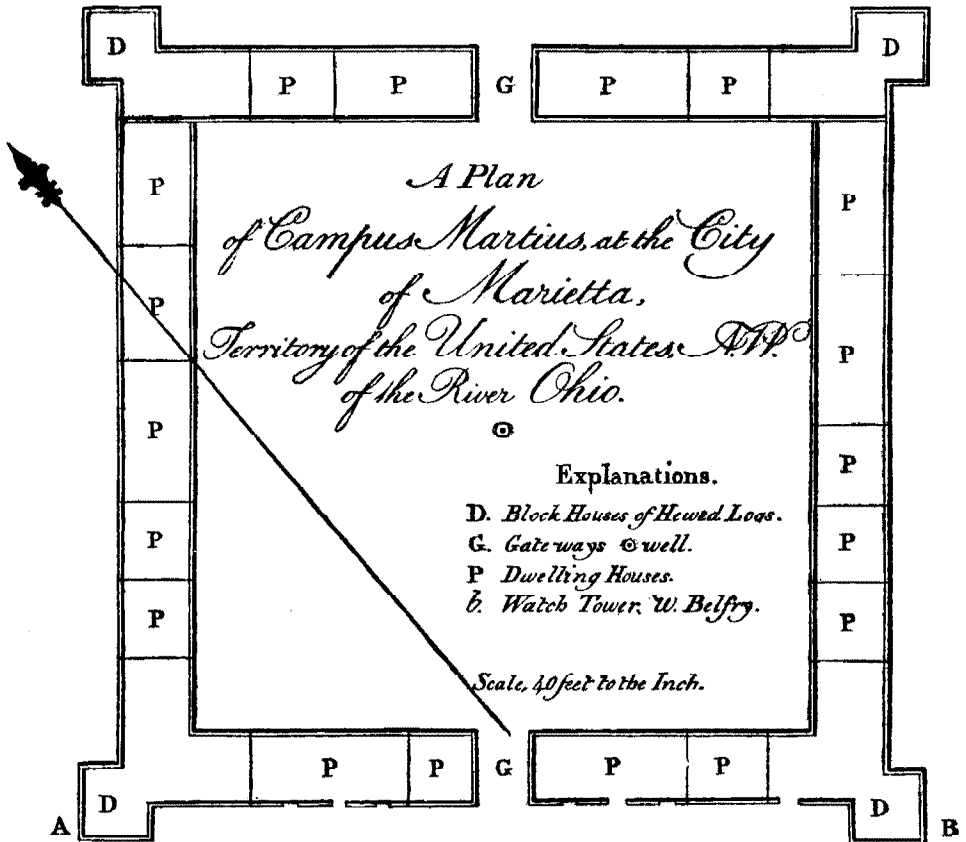 D D
P P G P P
A Plan
of Campus Martius, at the City
of Marietta,
Territory of the United States, N.W.
of the River Ohio.
Explanations.
D. Block Houses of Hewed Logs.
G. Gateways ⊙ well.
P Dwelling Houses.
b. Watch Tower, W. Belfry.
Scale, 40 feet to the Inch.
P
P
P
P
P
P
P
P
P
P
P P G P P
D D
A B